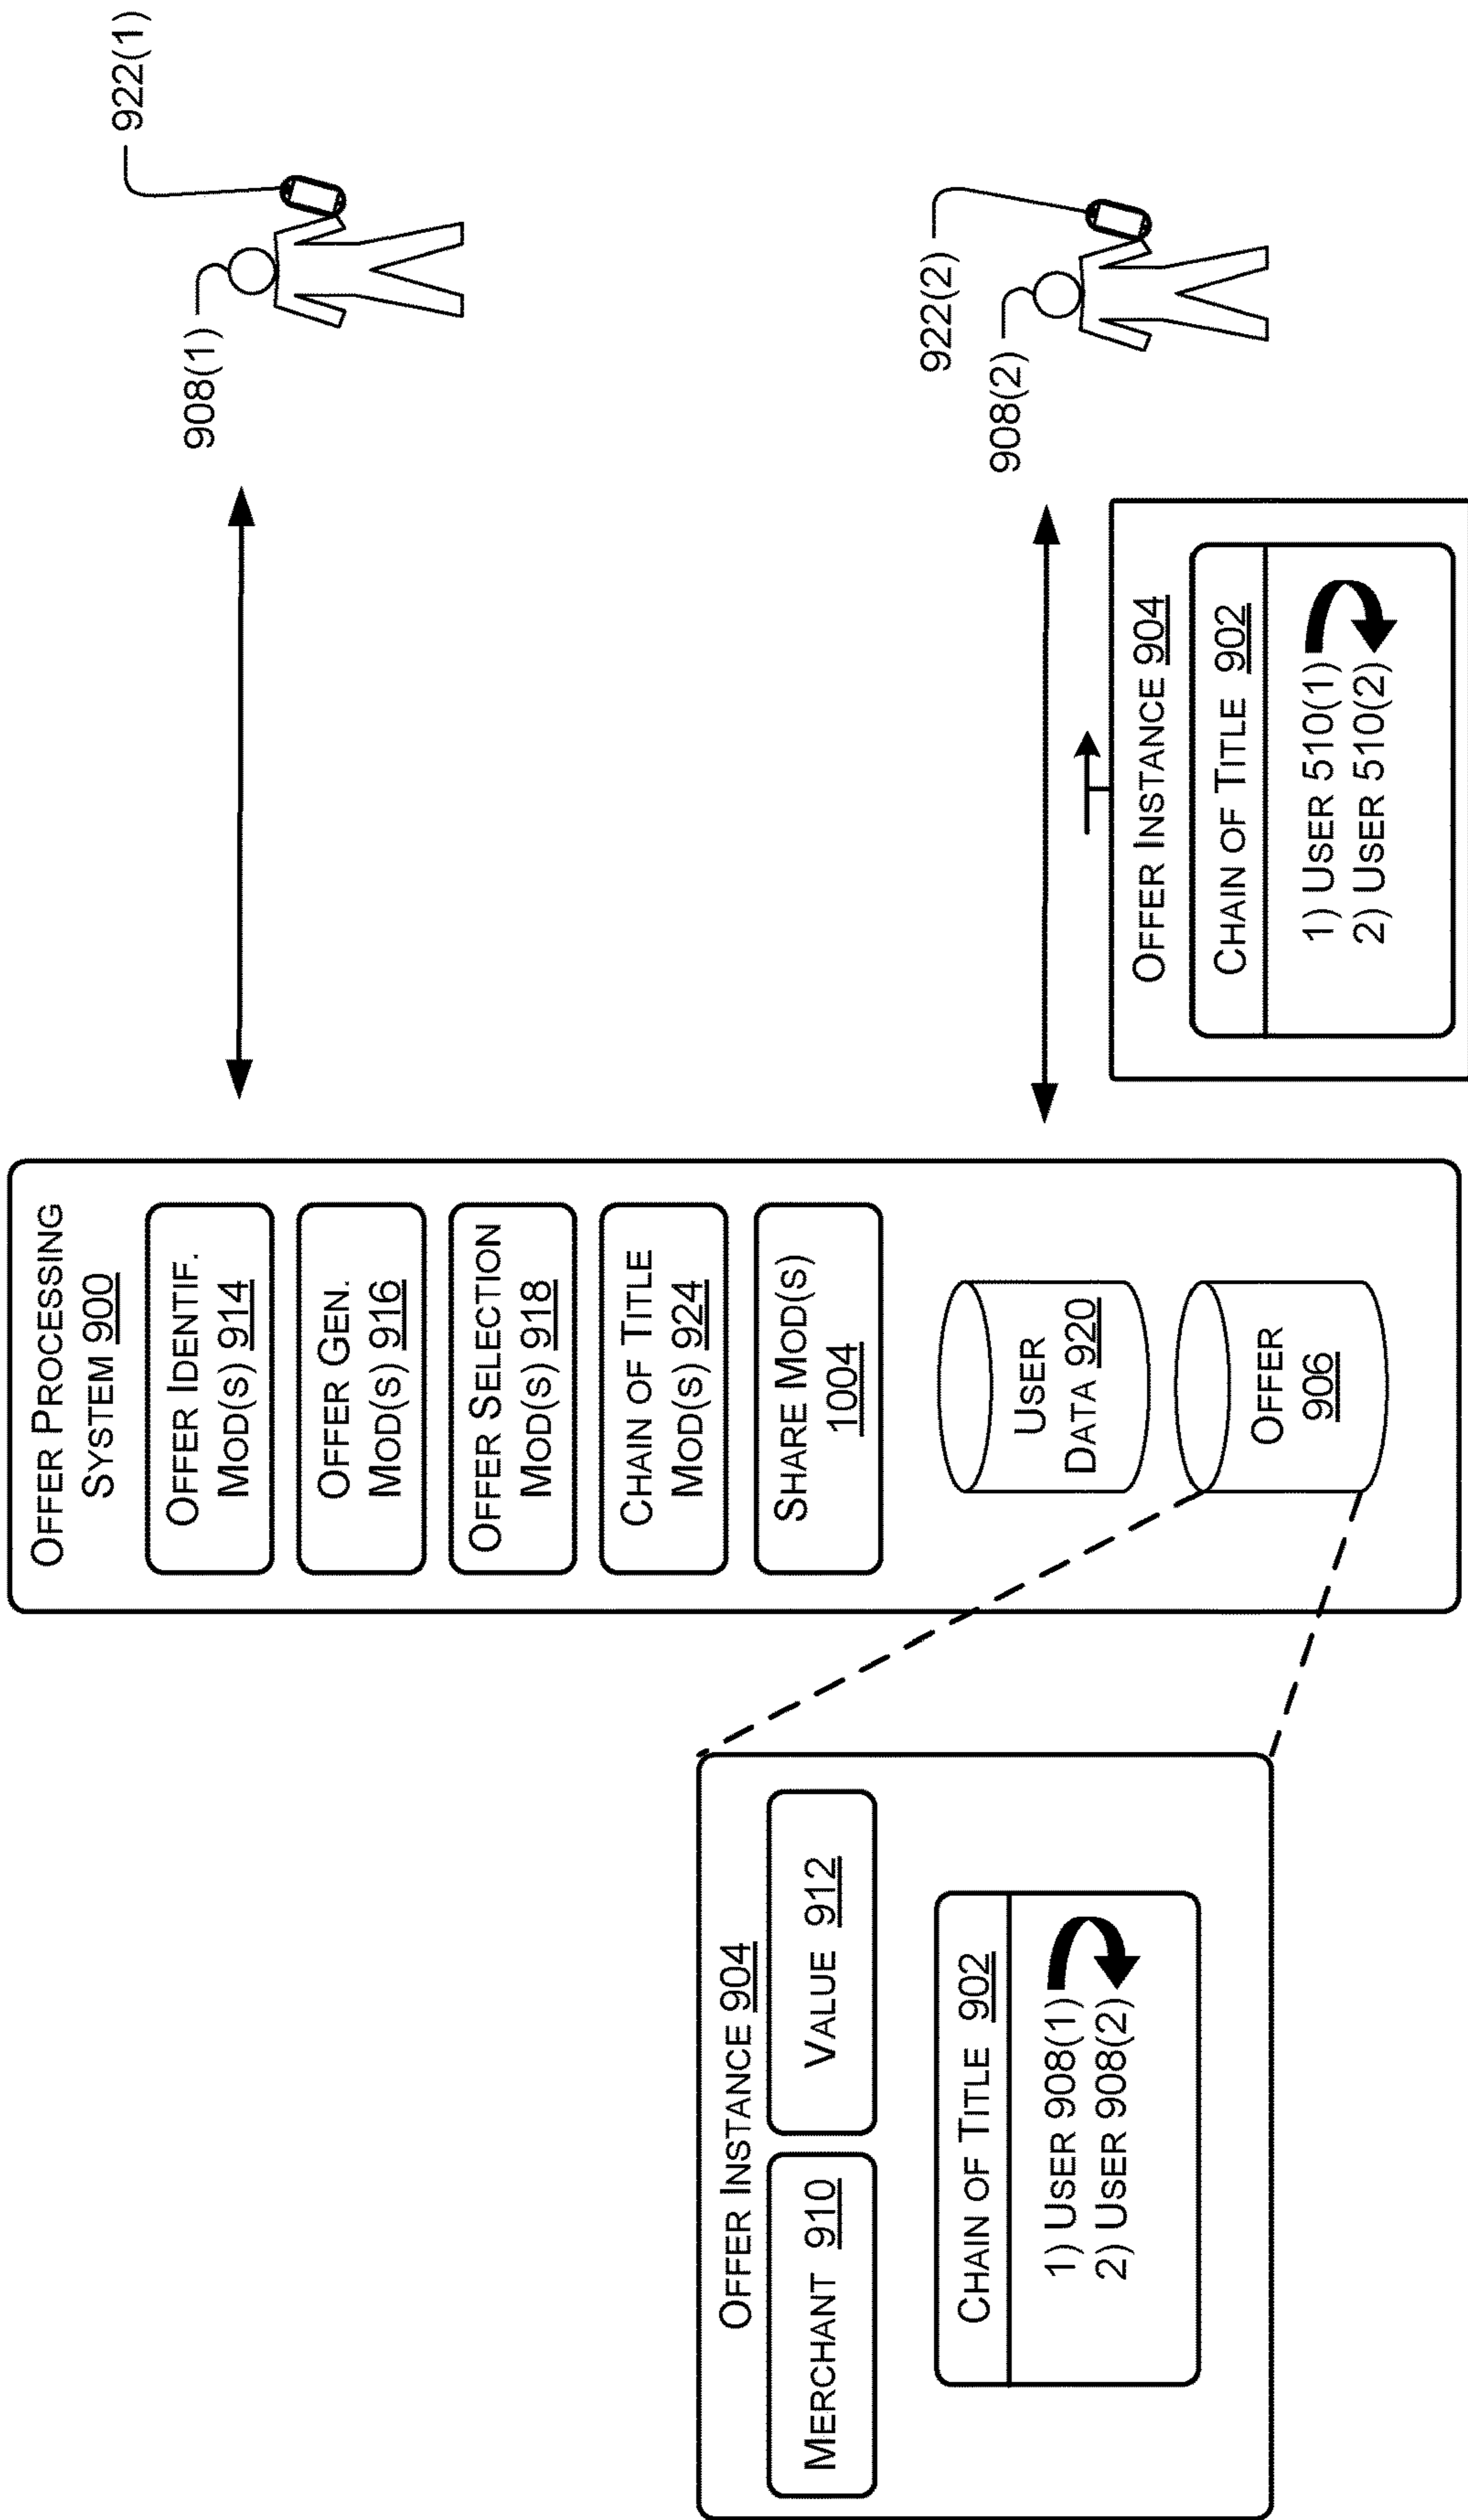 OFFER INSTANCE 904
MERCHANT 910
VALUE 912
CHAIN OF TITLE 902
1) USER 908(1)
2) USER 908(2)
OFFER PROCESSING
SYSTEM 900
OFFER IDENTIF.
MOD(S) 914
OFFER GEN.
MOD(S) 916
OFFER SELECTION
MOD(S) 918
CHAIN OF TITLE
MOD(S) 924
SHARE MOD(S)
1004
USER
DATA 920
OFFER
906
908(1)
922(1)
922(2)
908(2)
OFFER INSTANCE 904
CHAIN OF TITLE 902
1) USER 510(1)
2) USER 510(2)